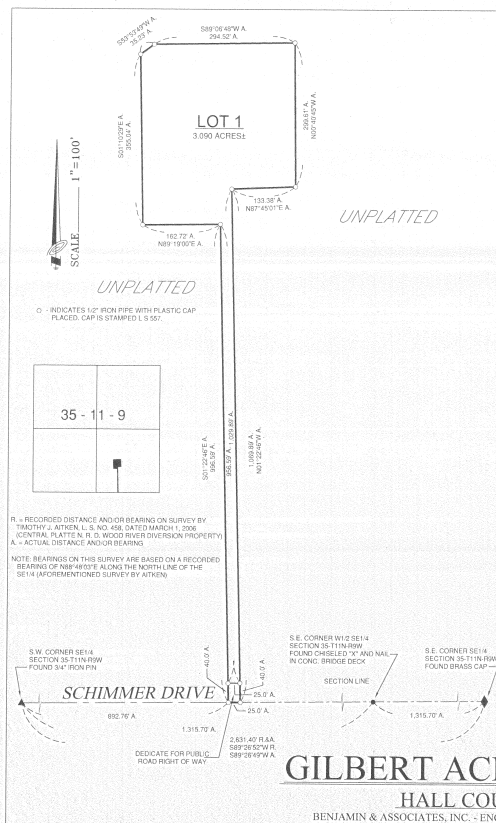 S53°53'49"W A.
35.23' A.
S89°06'48"W A.
294.52' A.
S01°10'29"E A.
355.04' A.
LOT 1
3.090 ACRES±
299.61' A.
N00°40'45"W A.
SCALE 1"=100'
133.38' A.
N87°45'01"E A.
162.72' A.
N89°19'00"E A.
UNPLATTED
UNPLATTED
O - INDICATES 1/2" IRON PIPE WITH PLASTIC CAP
PLACED. CAP IS STAMPED L S 557.
35 - 11 - 9
S01°22'46"E A.
996.58' A.
956.59' A.
1,029.89' A.
1,069.89' A.
N01°22'46"W A.
R. = RECORDED DISTANCE AND/OR BEARING ON SURVEY BY
TIMOTHY J. AITKEN, L. S. NO. 458, DATED MARCH 1, 2006
(CENTRAL PLATTE N. R. D. WOOD RIVER DIVERSION PROPERTY)
A. = ACTUAL DISTANCE AND/OR BEARING
NOTE: BEARINGS ON THIS SURVEY ARE BASED ON A RECORDED
BEARING OF N88°48'03"E ALONG THE NORTH LINE OF THE
SE1/4 (AFOREMENTIONED SURVEY BY AITKEN)
S.W. CORNER SE1/4
SECTION 35-T11N-R9W
FOUND 3/4" IRON PIN
S.E. CORNER W1/2 SE1/4
SECTION 35-T11N-R9W
FOUND CHISELED "X" AND NAIL
IN CONC. BRIDGE DECK
S.E. CORNER SE1/4
SECTION 35-T11N-R9W
FOUND BRASS CAP
40.0' A.
40.0' A.
SECTION LINE
SCHIMMER DRIVE
25.0' A.
25.0' A.
892.76' A.
1,315.70' A.
1,315.70' A.
DEDICATE FOR PUBLIC
ROAD RIGHT OF WAY
2,631.40' R.&A.
S89°26'52"W R.
S89°26'49"W A.
GILBERT ACR
HALL COU
BENJAMIN & ASSOCIATES, INC. - ENG